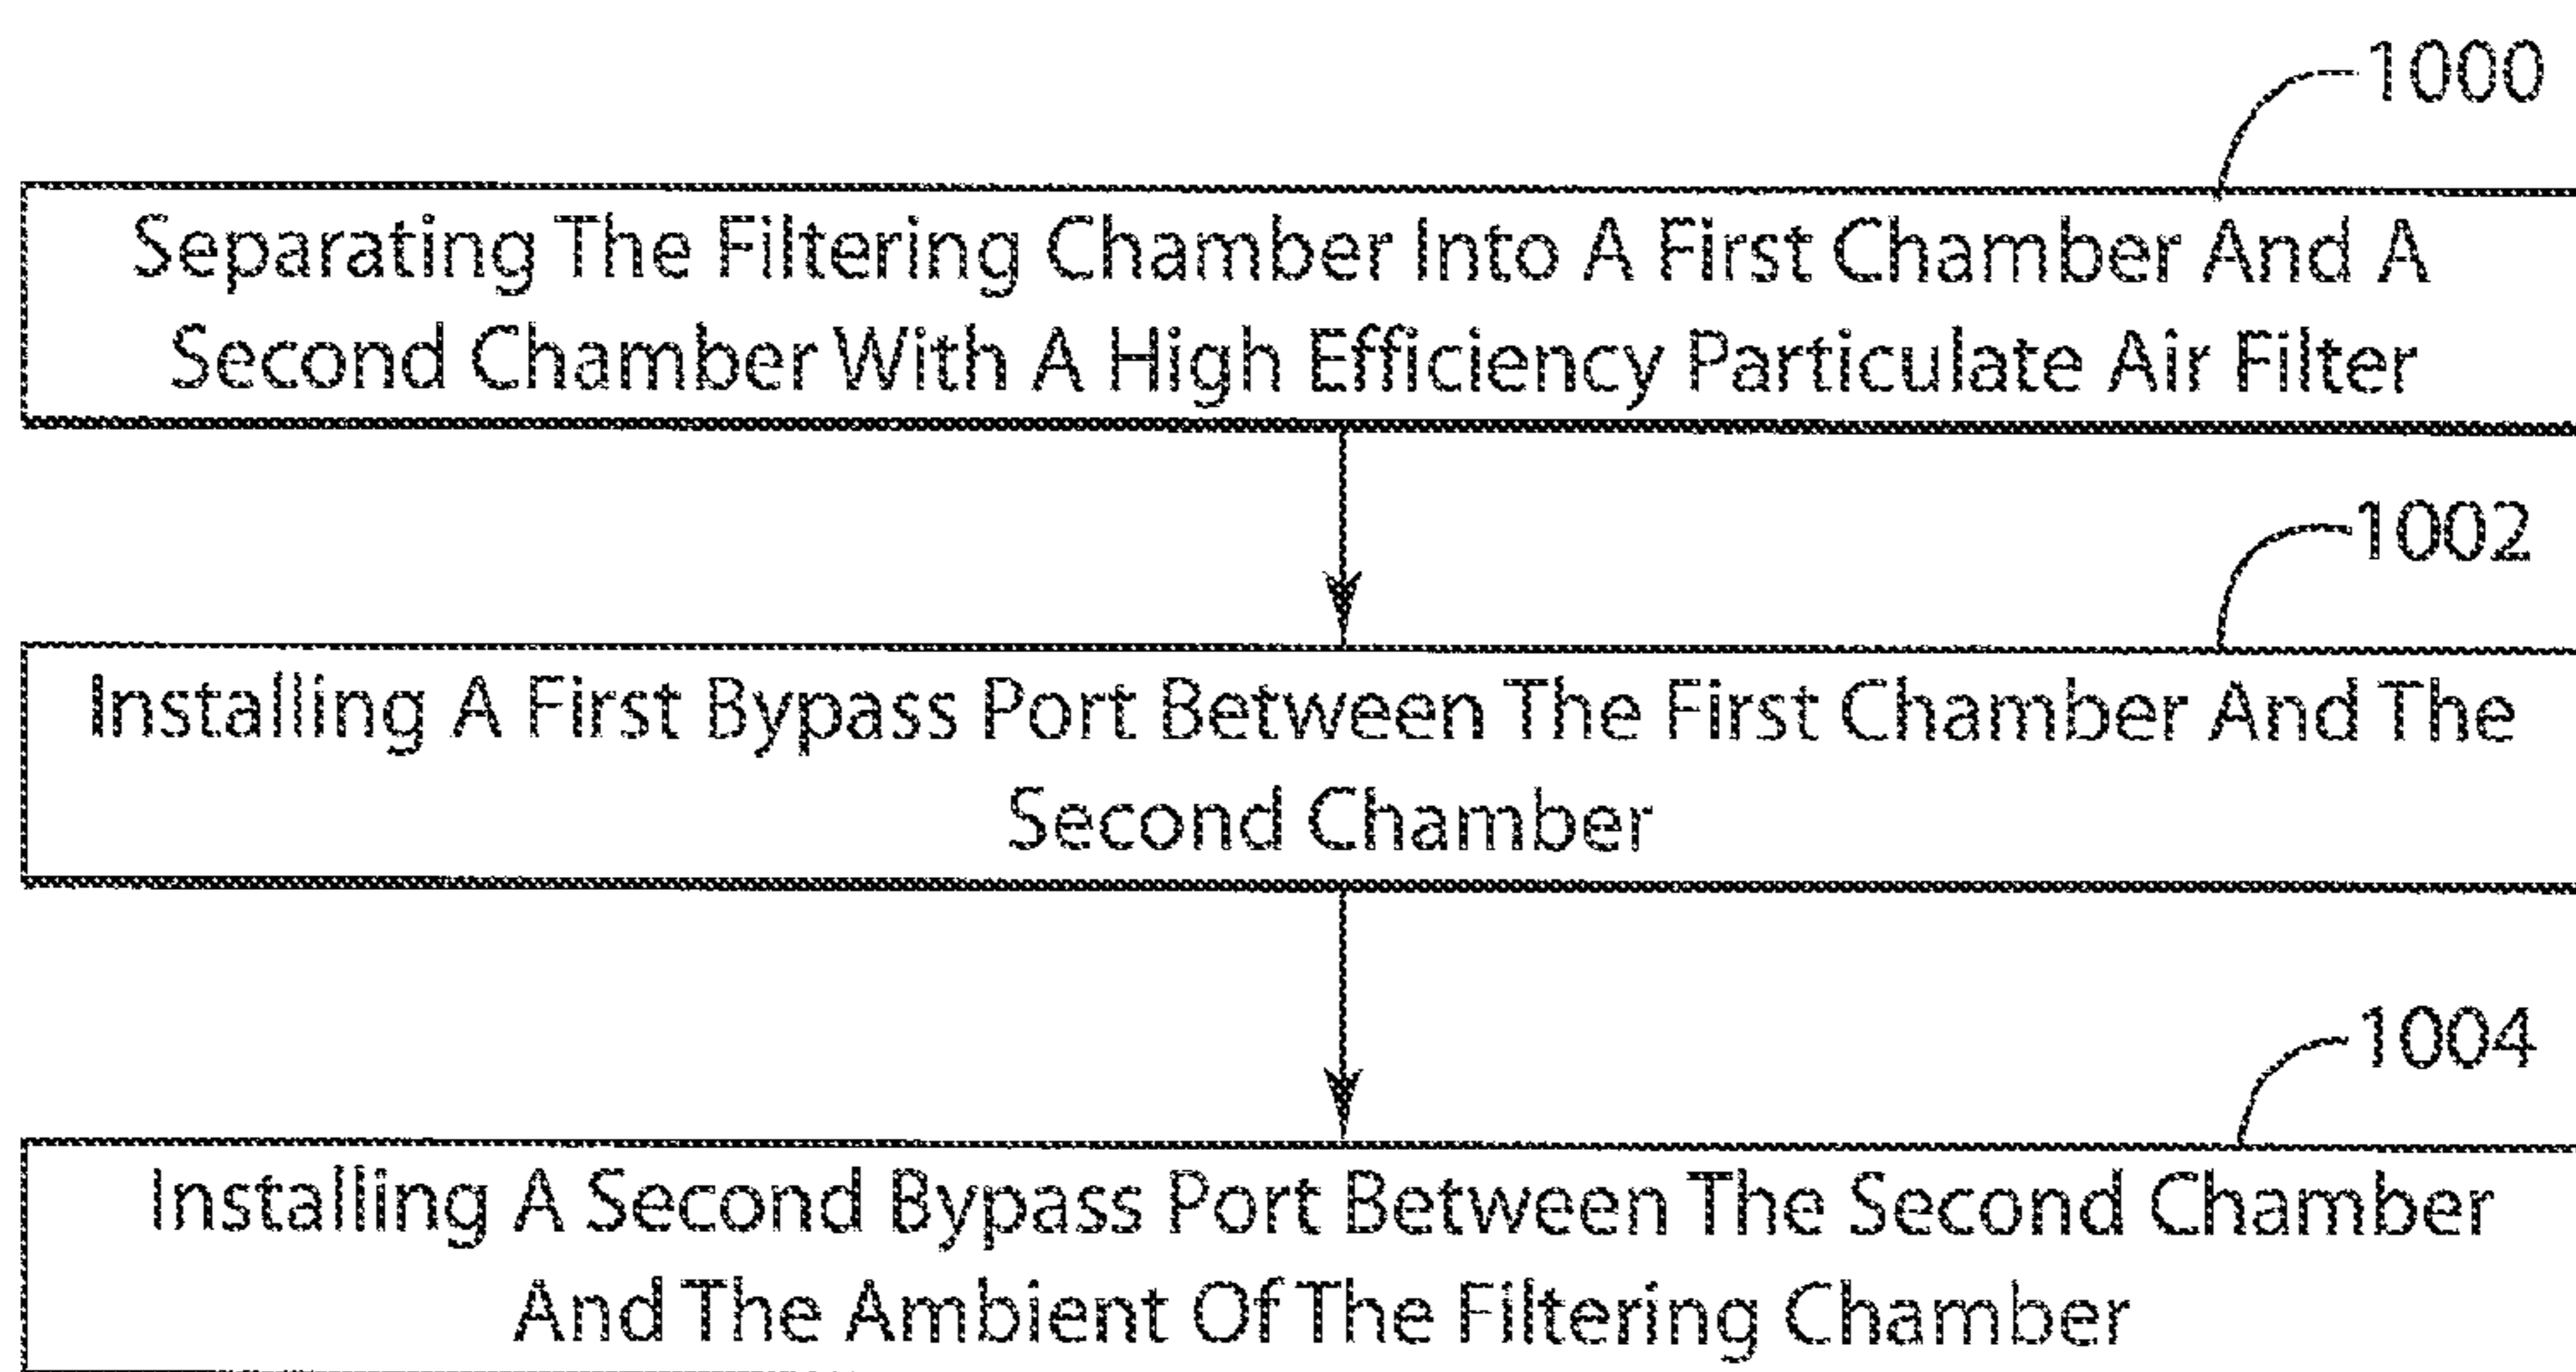 1000
Separating The Filtering Chamber Into A First Chamber And A
Second Chamber With A High Efficiency Particulate Air Filter
1002
Installing A First Bypass Port Between The First Chamber And The
Second Chamber
1004
Installing A Second Bypass Port Between The Second Chamber
And The Ambient Of The Filtering Chamber